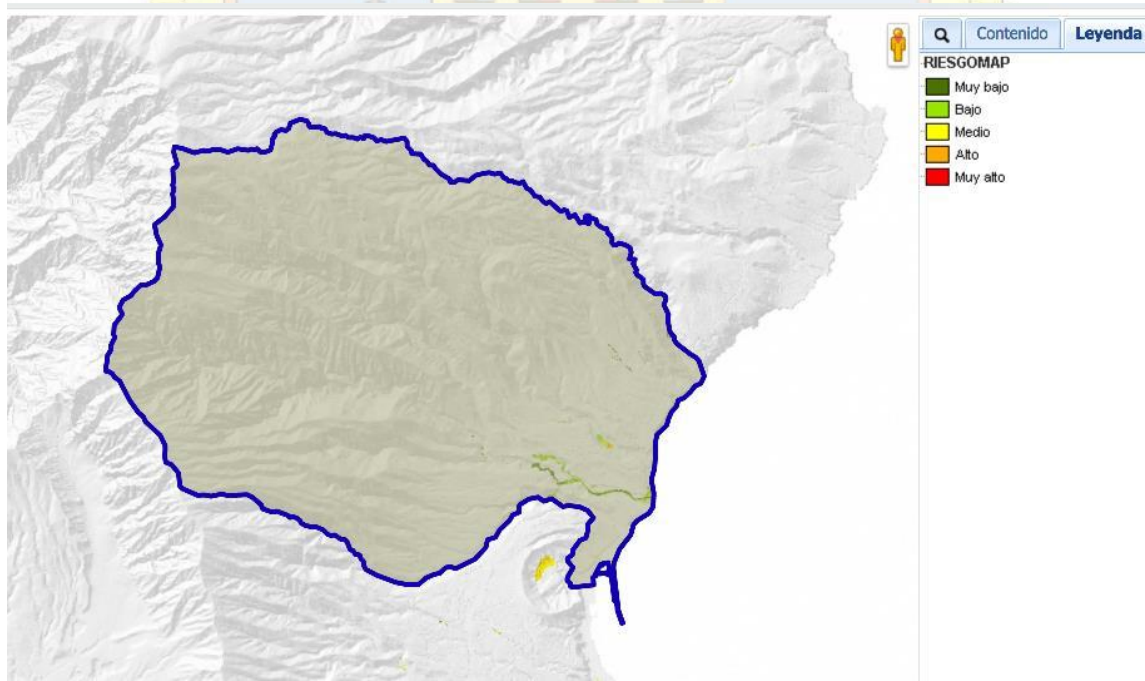 Contenido
Leyenda
RIESGOMAP
Muy bajo
Bajo
Medio
Alto
Muy alto